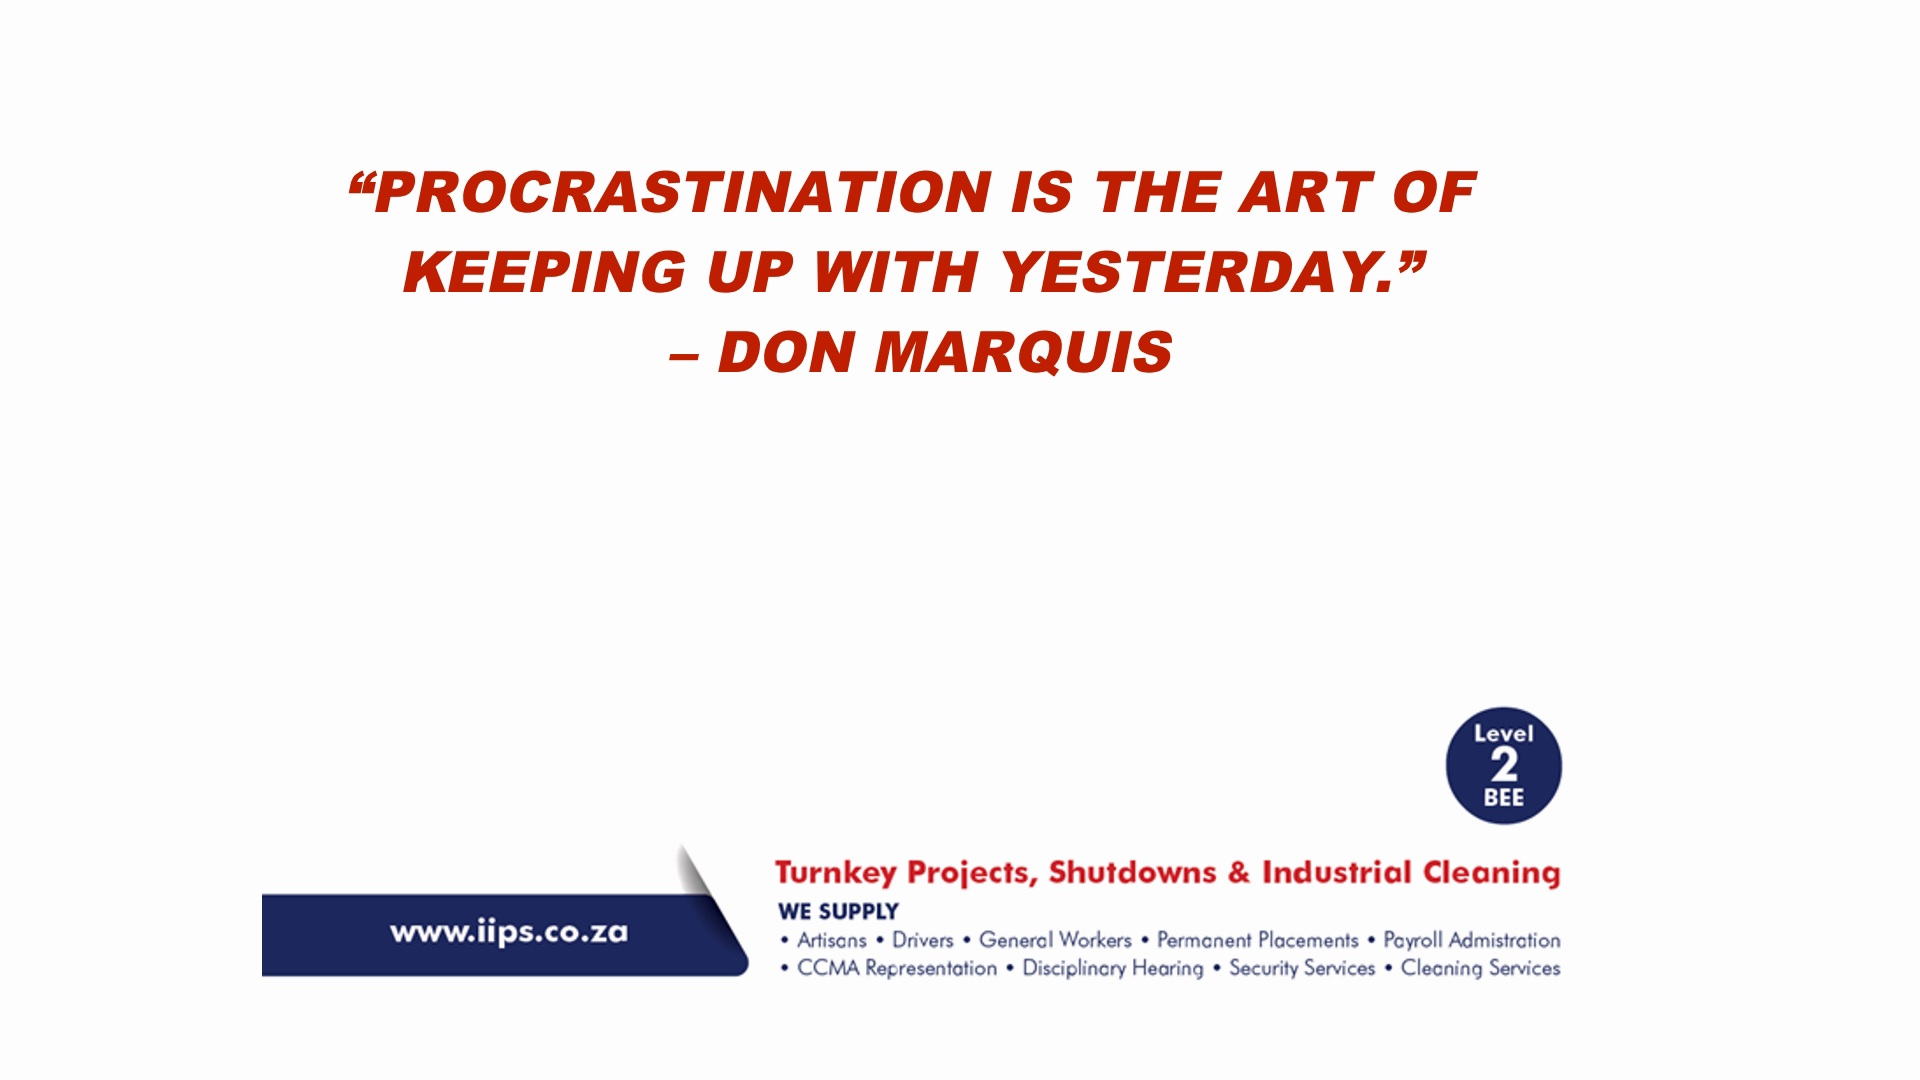 “PROCRASTINATION IS THE ART OF
KEEPING UP WITH YESTERDAY.”
– DON MARQUIS
Level
2
BEE
Turnkey Projects, Shutdowns & Industrial Cleaning
www.iips.co.za
WE SUPPLY
• Artisans • Drivers • General Workers • Permanent Placements • Payroll Admistration
• CCMA Representation • Disciplinary Hearing • Security Services • Cleaning Services